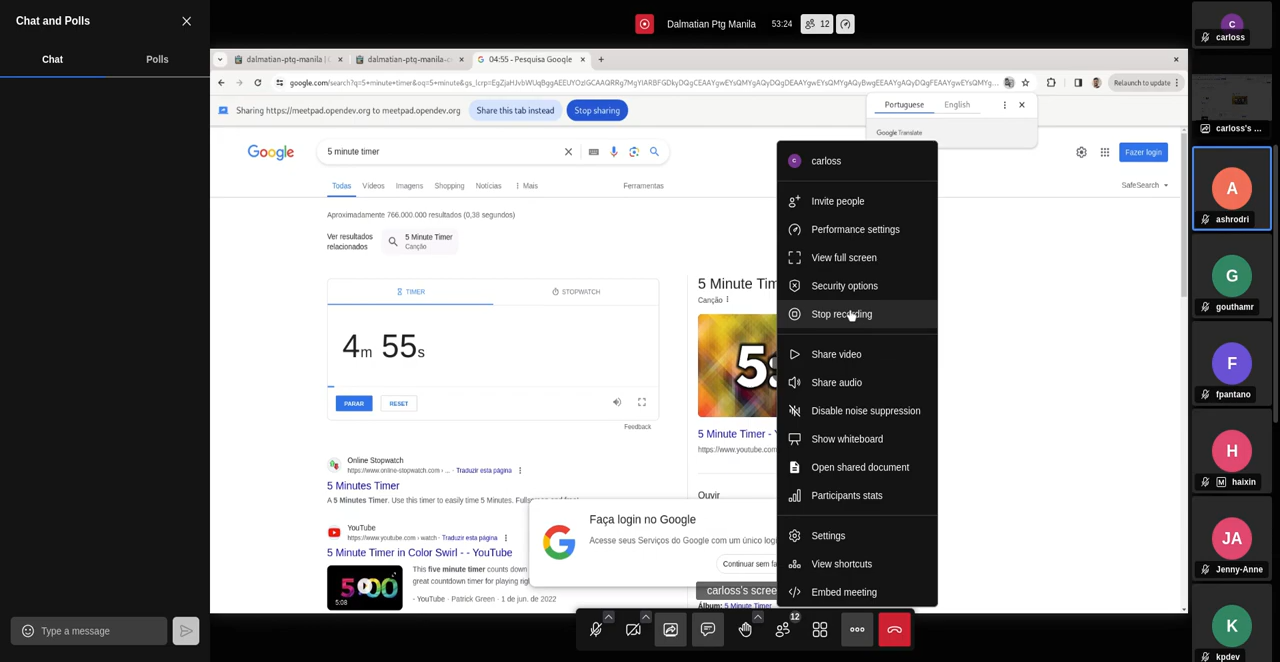 Chat and Polls
Chat
Polls
Type a message
Dalmatian Ptg Manila
53:24
12
dalmatian-ptq-manila | C
dalmatian-ptg-manila-o
04:55 - Pesquisa Google
Relaunch to update
Sharing https://meetpad.opendev.org to meetpad.opendev.org
Share this tab instead
Stop sharing
Portuguese
English
Google Translate
Google
5 minute timer
Fazer login
Todas
Vídeos
Imagens
Shopping
Notícias
Mais
Ferramentas
SafeSearch
Aproximadamente 766.000.000 resultados (0,38 segundos)
Ver resultados
relacionados
5 Minute Timer
Canção
TIMER
STOPWATCH
4m 55s
PARAR
RESET
Feedback
Online Stopwatch
https://www.online-stopwatch.com › ... · Traduzir esta página
5 Minutes Timer
A 5 Minutes Timer. Use this timer to easily time 5 Minutes.
YouTube
https://www.youtube.com › watch · Traduzir esta página
5 Minute Timer in Color Swirl - - YouTube
This five minute timer counts down
great countdown timer for playing
5:08
- YouTube · Patrick Green · 1 de jun. de 2022
5 Minute Tim
Canção
5 Minute Timer - Y
https://www.youtube.com
Ouvir
Faça login no Google
Acesse seus Serviços do Google com um único
Continuar sem
carloss's scree
Álbum: 5 Minute Timer
C
carloss
Invite people
Performance settings
View full screen
Security options
Stop recording
Share video
Share audio
Disable noise suppression
Show whiteboard
Open shared document
Participants stats
Settings
View shortcuts
Embed meeting
12
C
carloss
carloss's ...
A
ashrodri
G
gouthamr
F
fpantano
H
M
haixin
JA
Jenny-Anne
K
kpdev